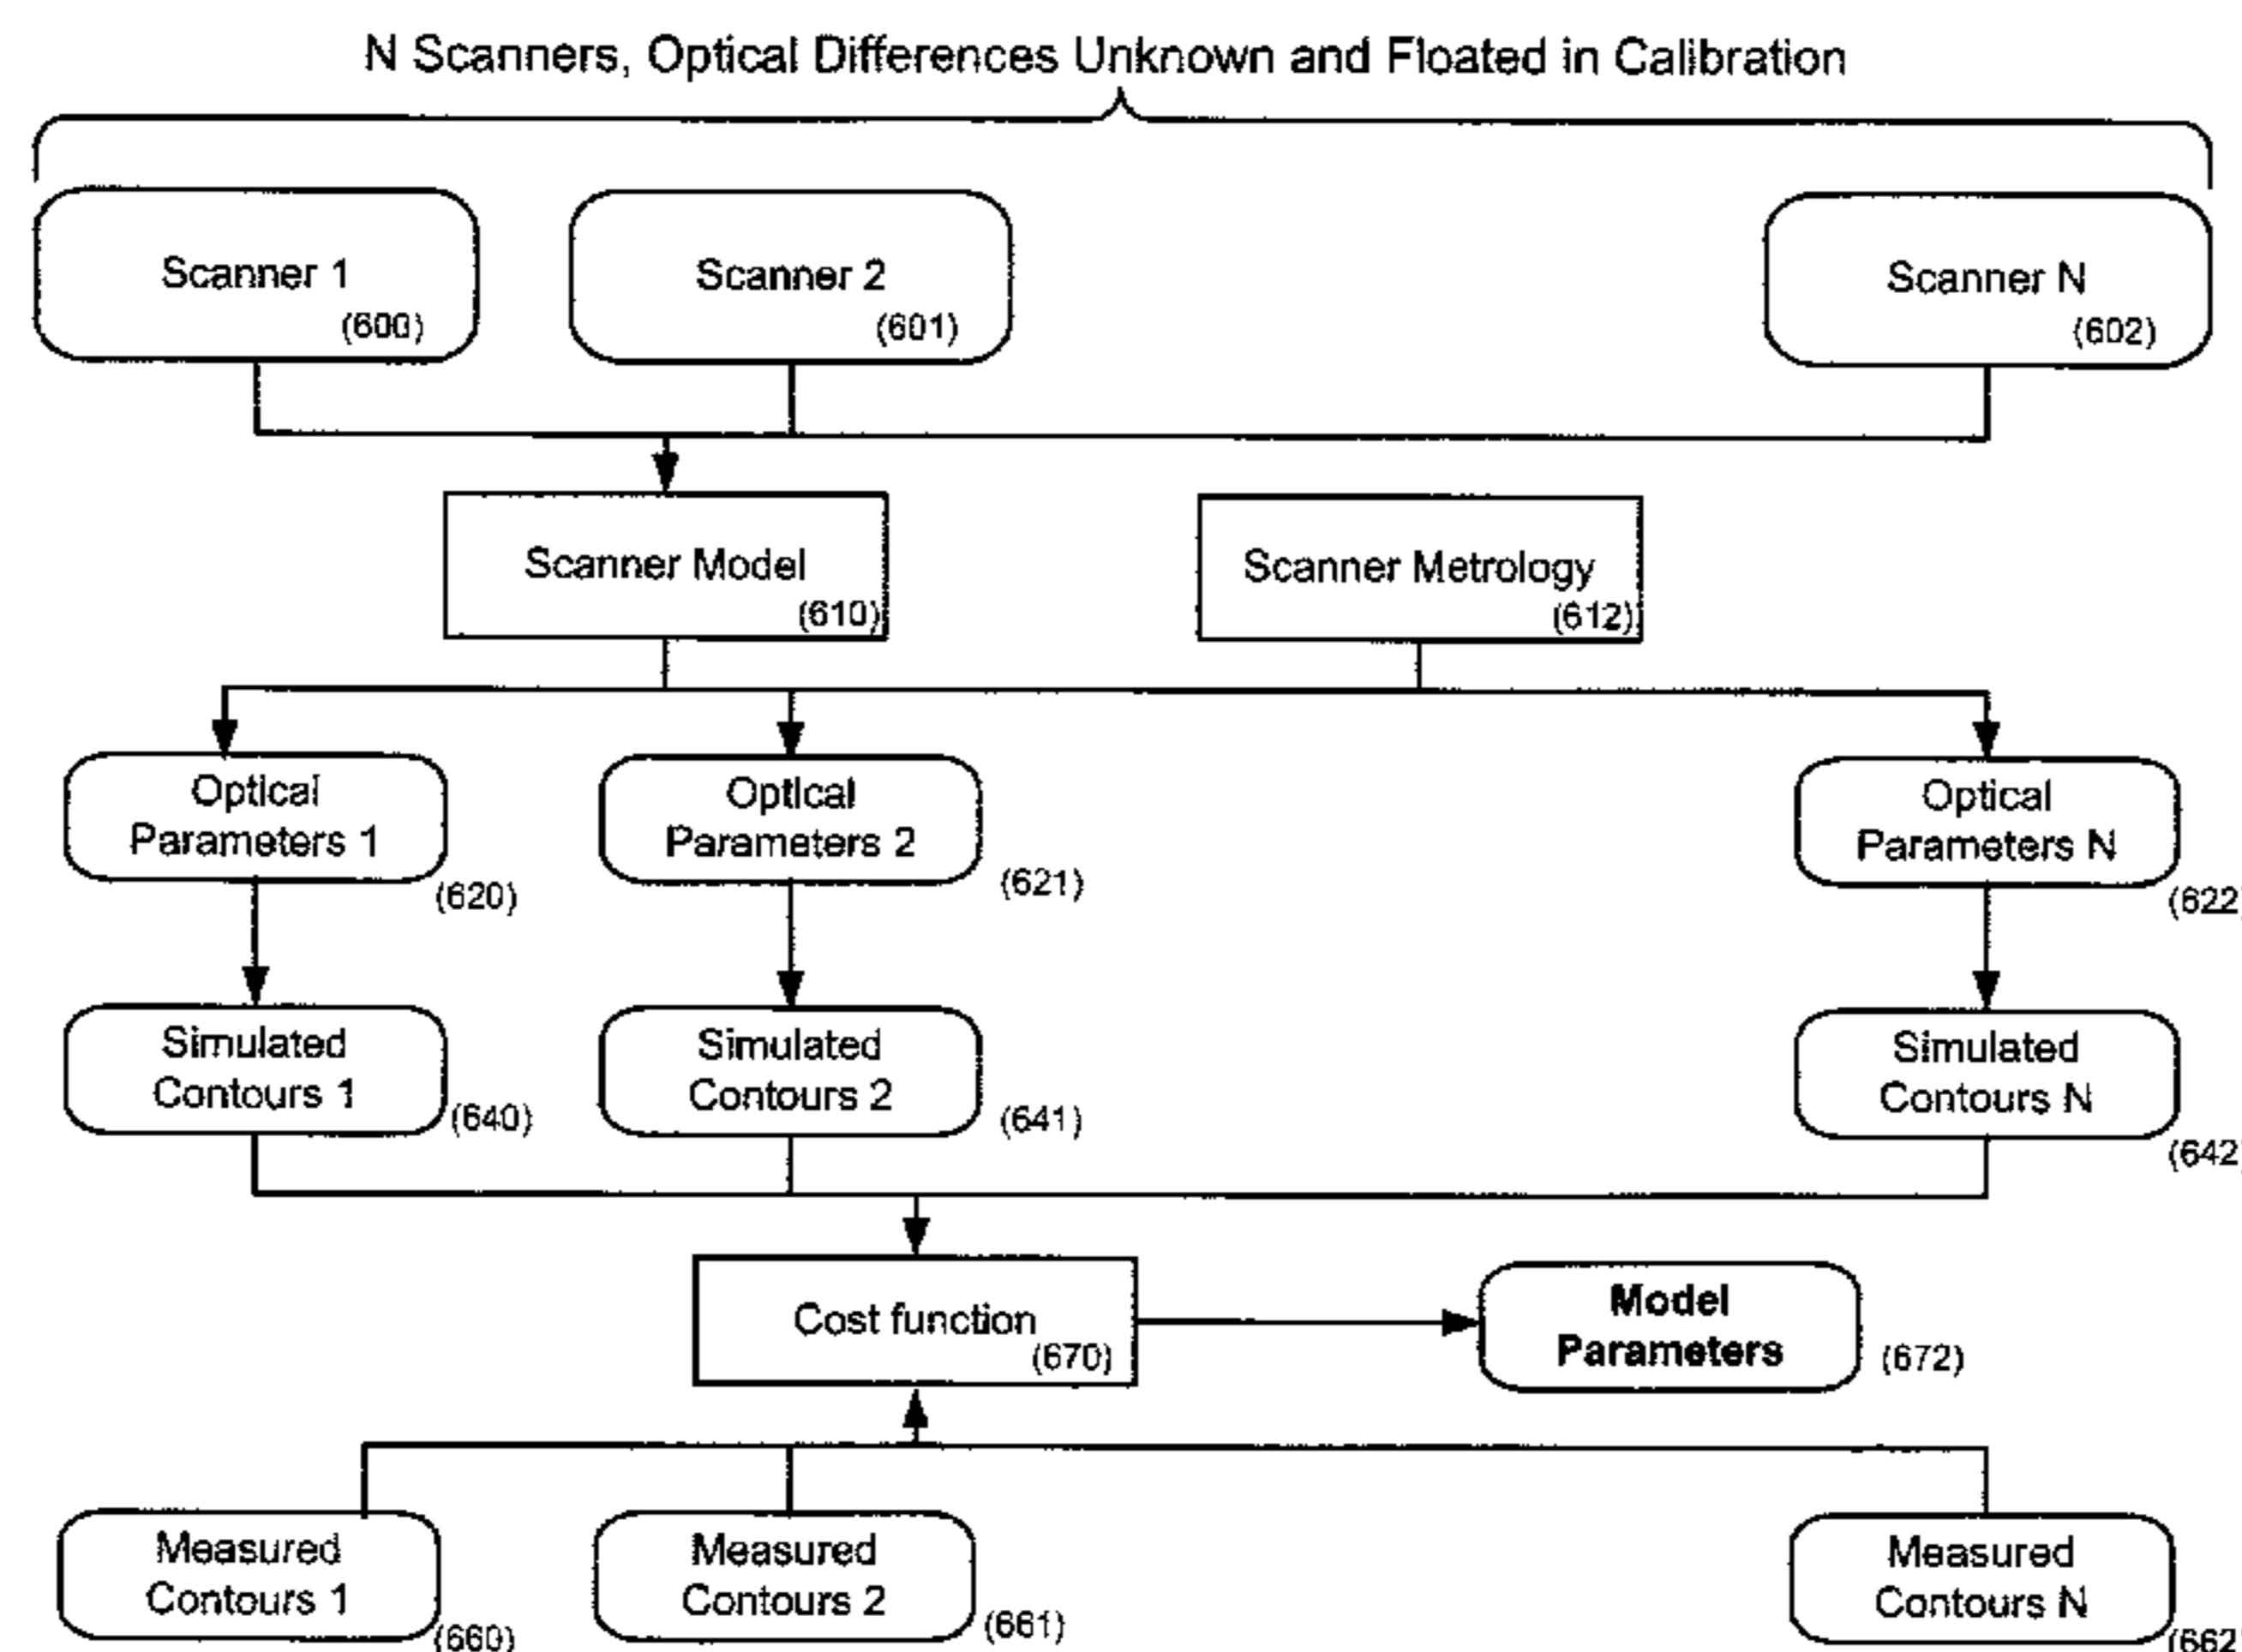 N Scanners, Optical Differences Unknown and Floated in Calibration
Scanner 1
(600)
Scanner 2
(601)
Scanner N
(602)
Scanner Model
(610)
Scanner Metrology
(612)
Optical
Parameters 1
(620)
Optical
Parameters 2
(621)
Optical
Parameters N
(622)
Simulated
Contours 1
(640)
Simulated
Contours 2
(641)
Simulated
Contours N
(642)
Cost function
(670)
Model
Parameters
(672)
Measured
Contours 1
(660)
Measured
Contours 2
(661)
Measured
Contours N
(662)